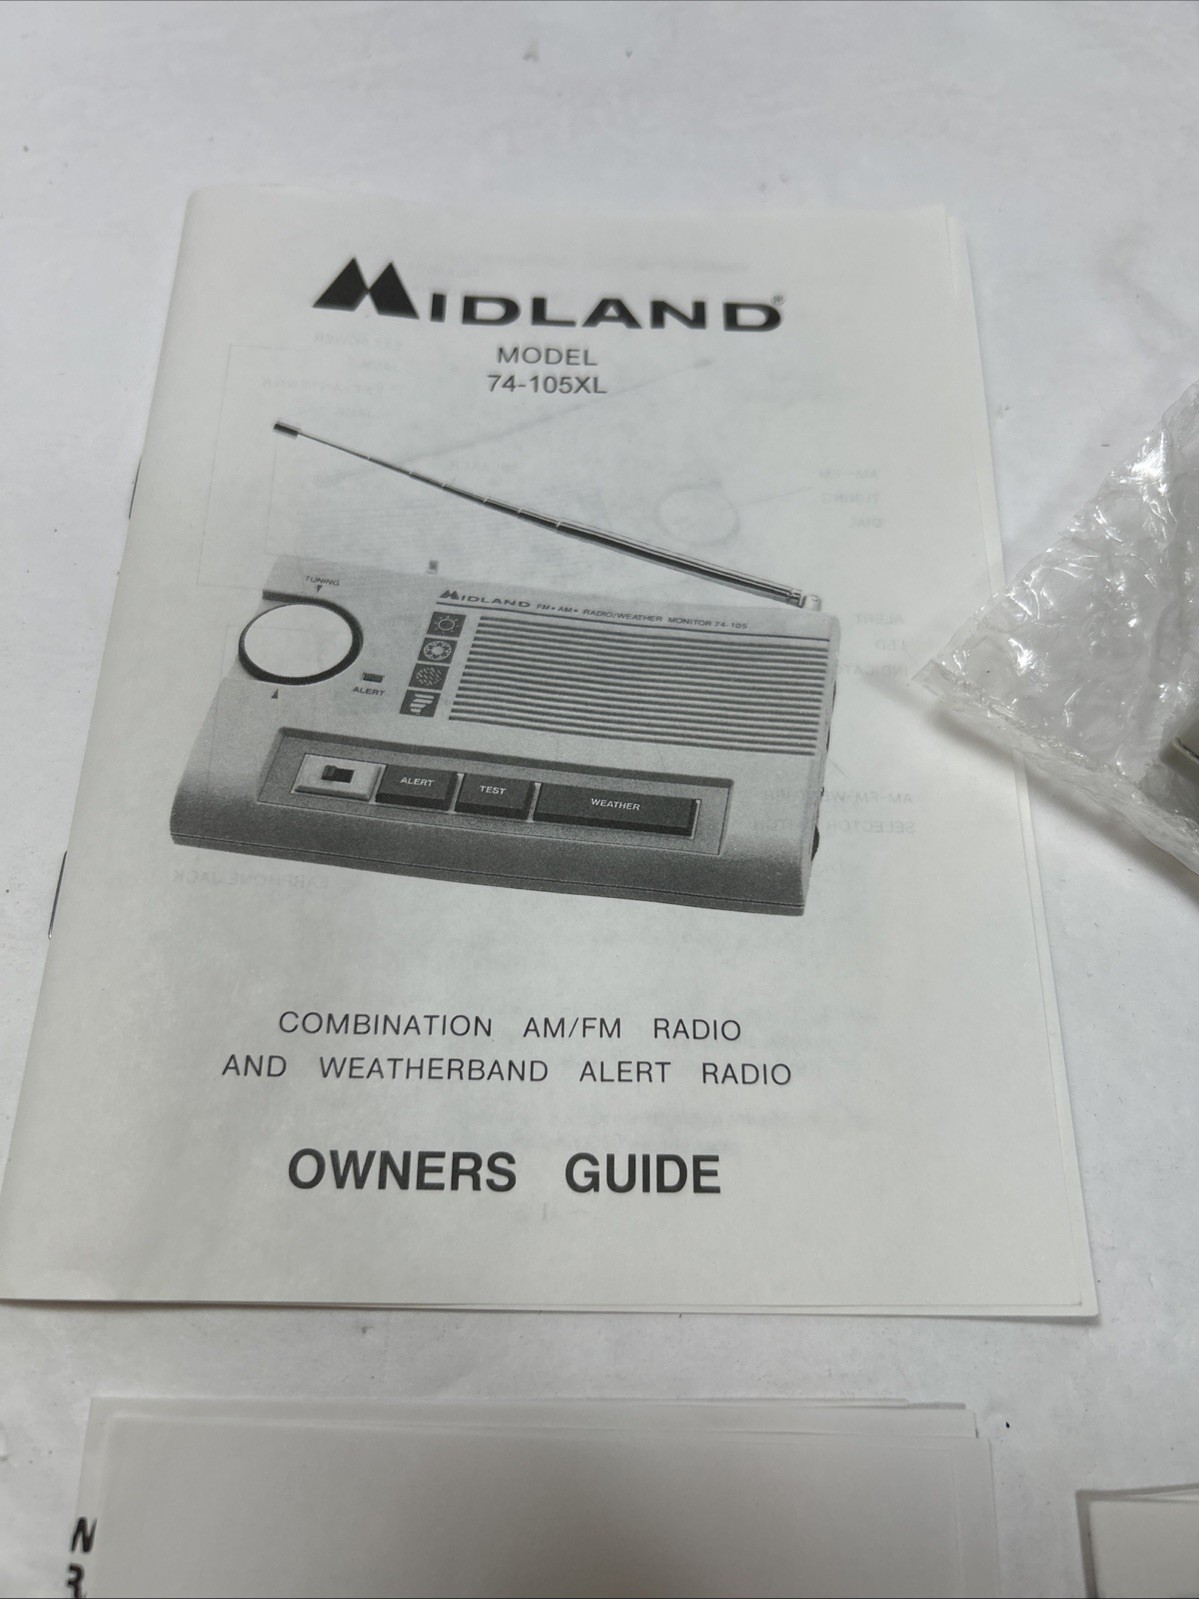 MIDLAND®
MODEL
74-105XL
TUNING
MIDLAND FM • AM • RADIO/WEATHER MONITOR 74-105
ALERT
ALERT
TEST
WEATHER
COMBINATION AM/FM RADIO
AND WEATHERBAND ALERT RADIO
OWNERS GUIDE